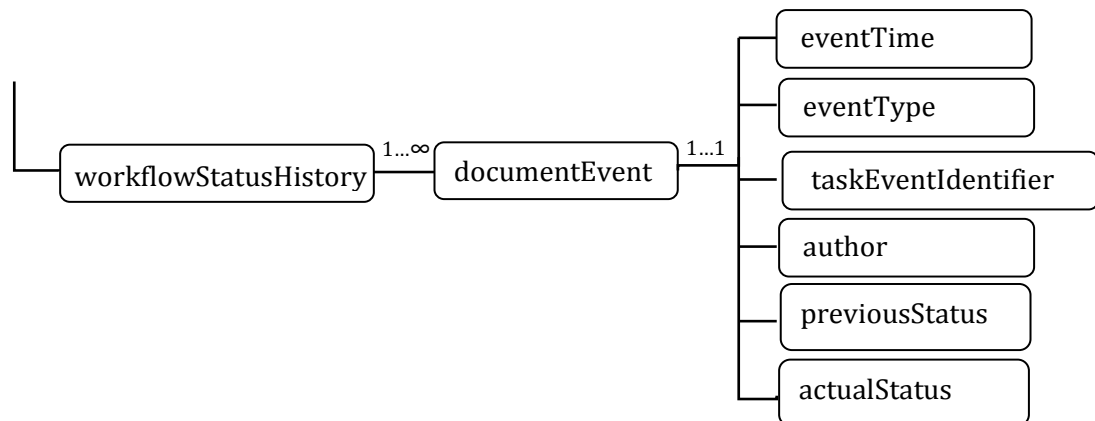 eventTime
eventType
1...∞
1...1
workflowStatusHistory
documentEvent
taskEventIdentifier
author
previousStatus
actualStatus